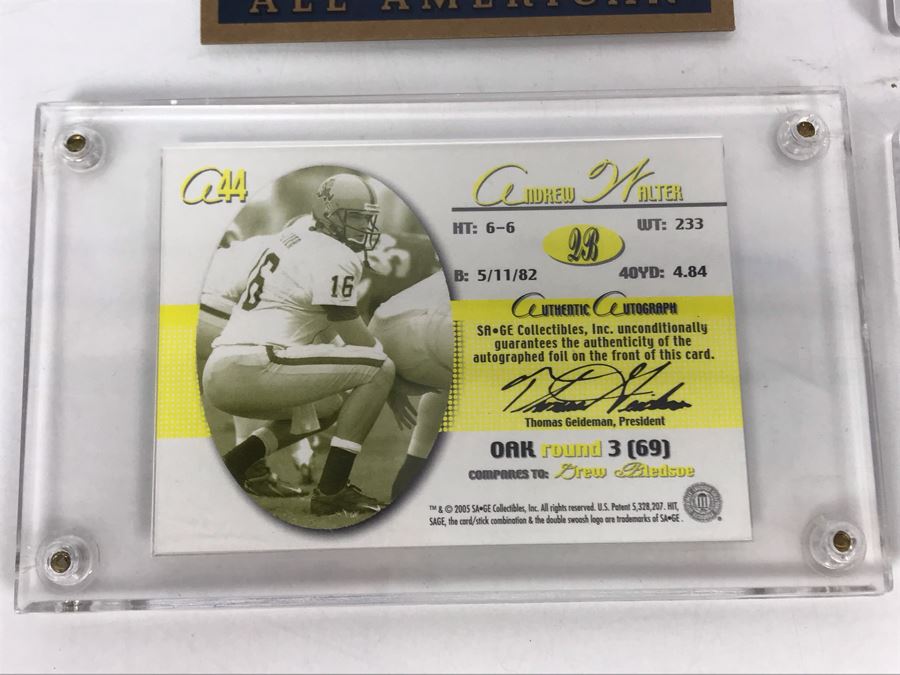 ALL AMERICAN
A44
ANDREW WALTER
HT: 6-6
WT: 233
QB
B: 5/11/82
40YD: 4.84
AUTHENTIC AUTOGRAPH
SA•GE Collectibles, Inc. unconditionally
guarantees the authenticity of the
autographed foil on the front of this card.
Thomas Geideman, President
OAK round 3 (69)
COMPARES TO: Drew Bledsoe
™ & © 2005 SA•GE Collectibles, Inc. All rights reserved. U.S. Patent 5,328,207. HIT,
SAGE, the card/stick combination & the double swoash logo are trademarks of SA•GE.
16
16